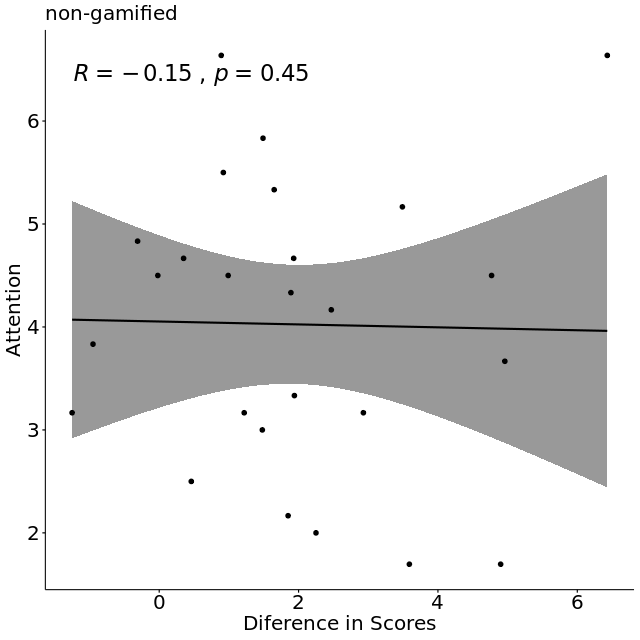 non-gamified
R = −0.15 , p = 0.45
6
5
4
3
2
Attention
0 2 4 6
Diference in Scores